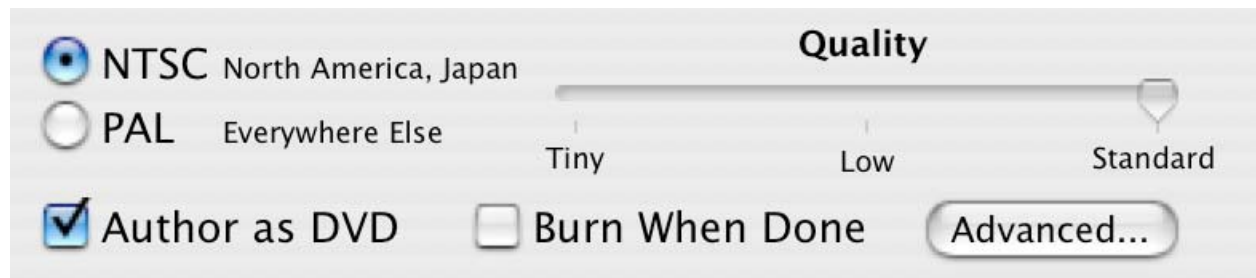 NTSC North America, Japan
PAL Everywhere Else
Quality
Tiny Low Standard
Author as DVD Burn When Done Advanced...